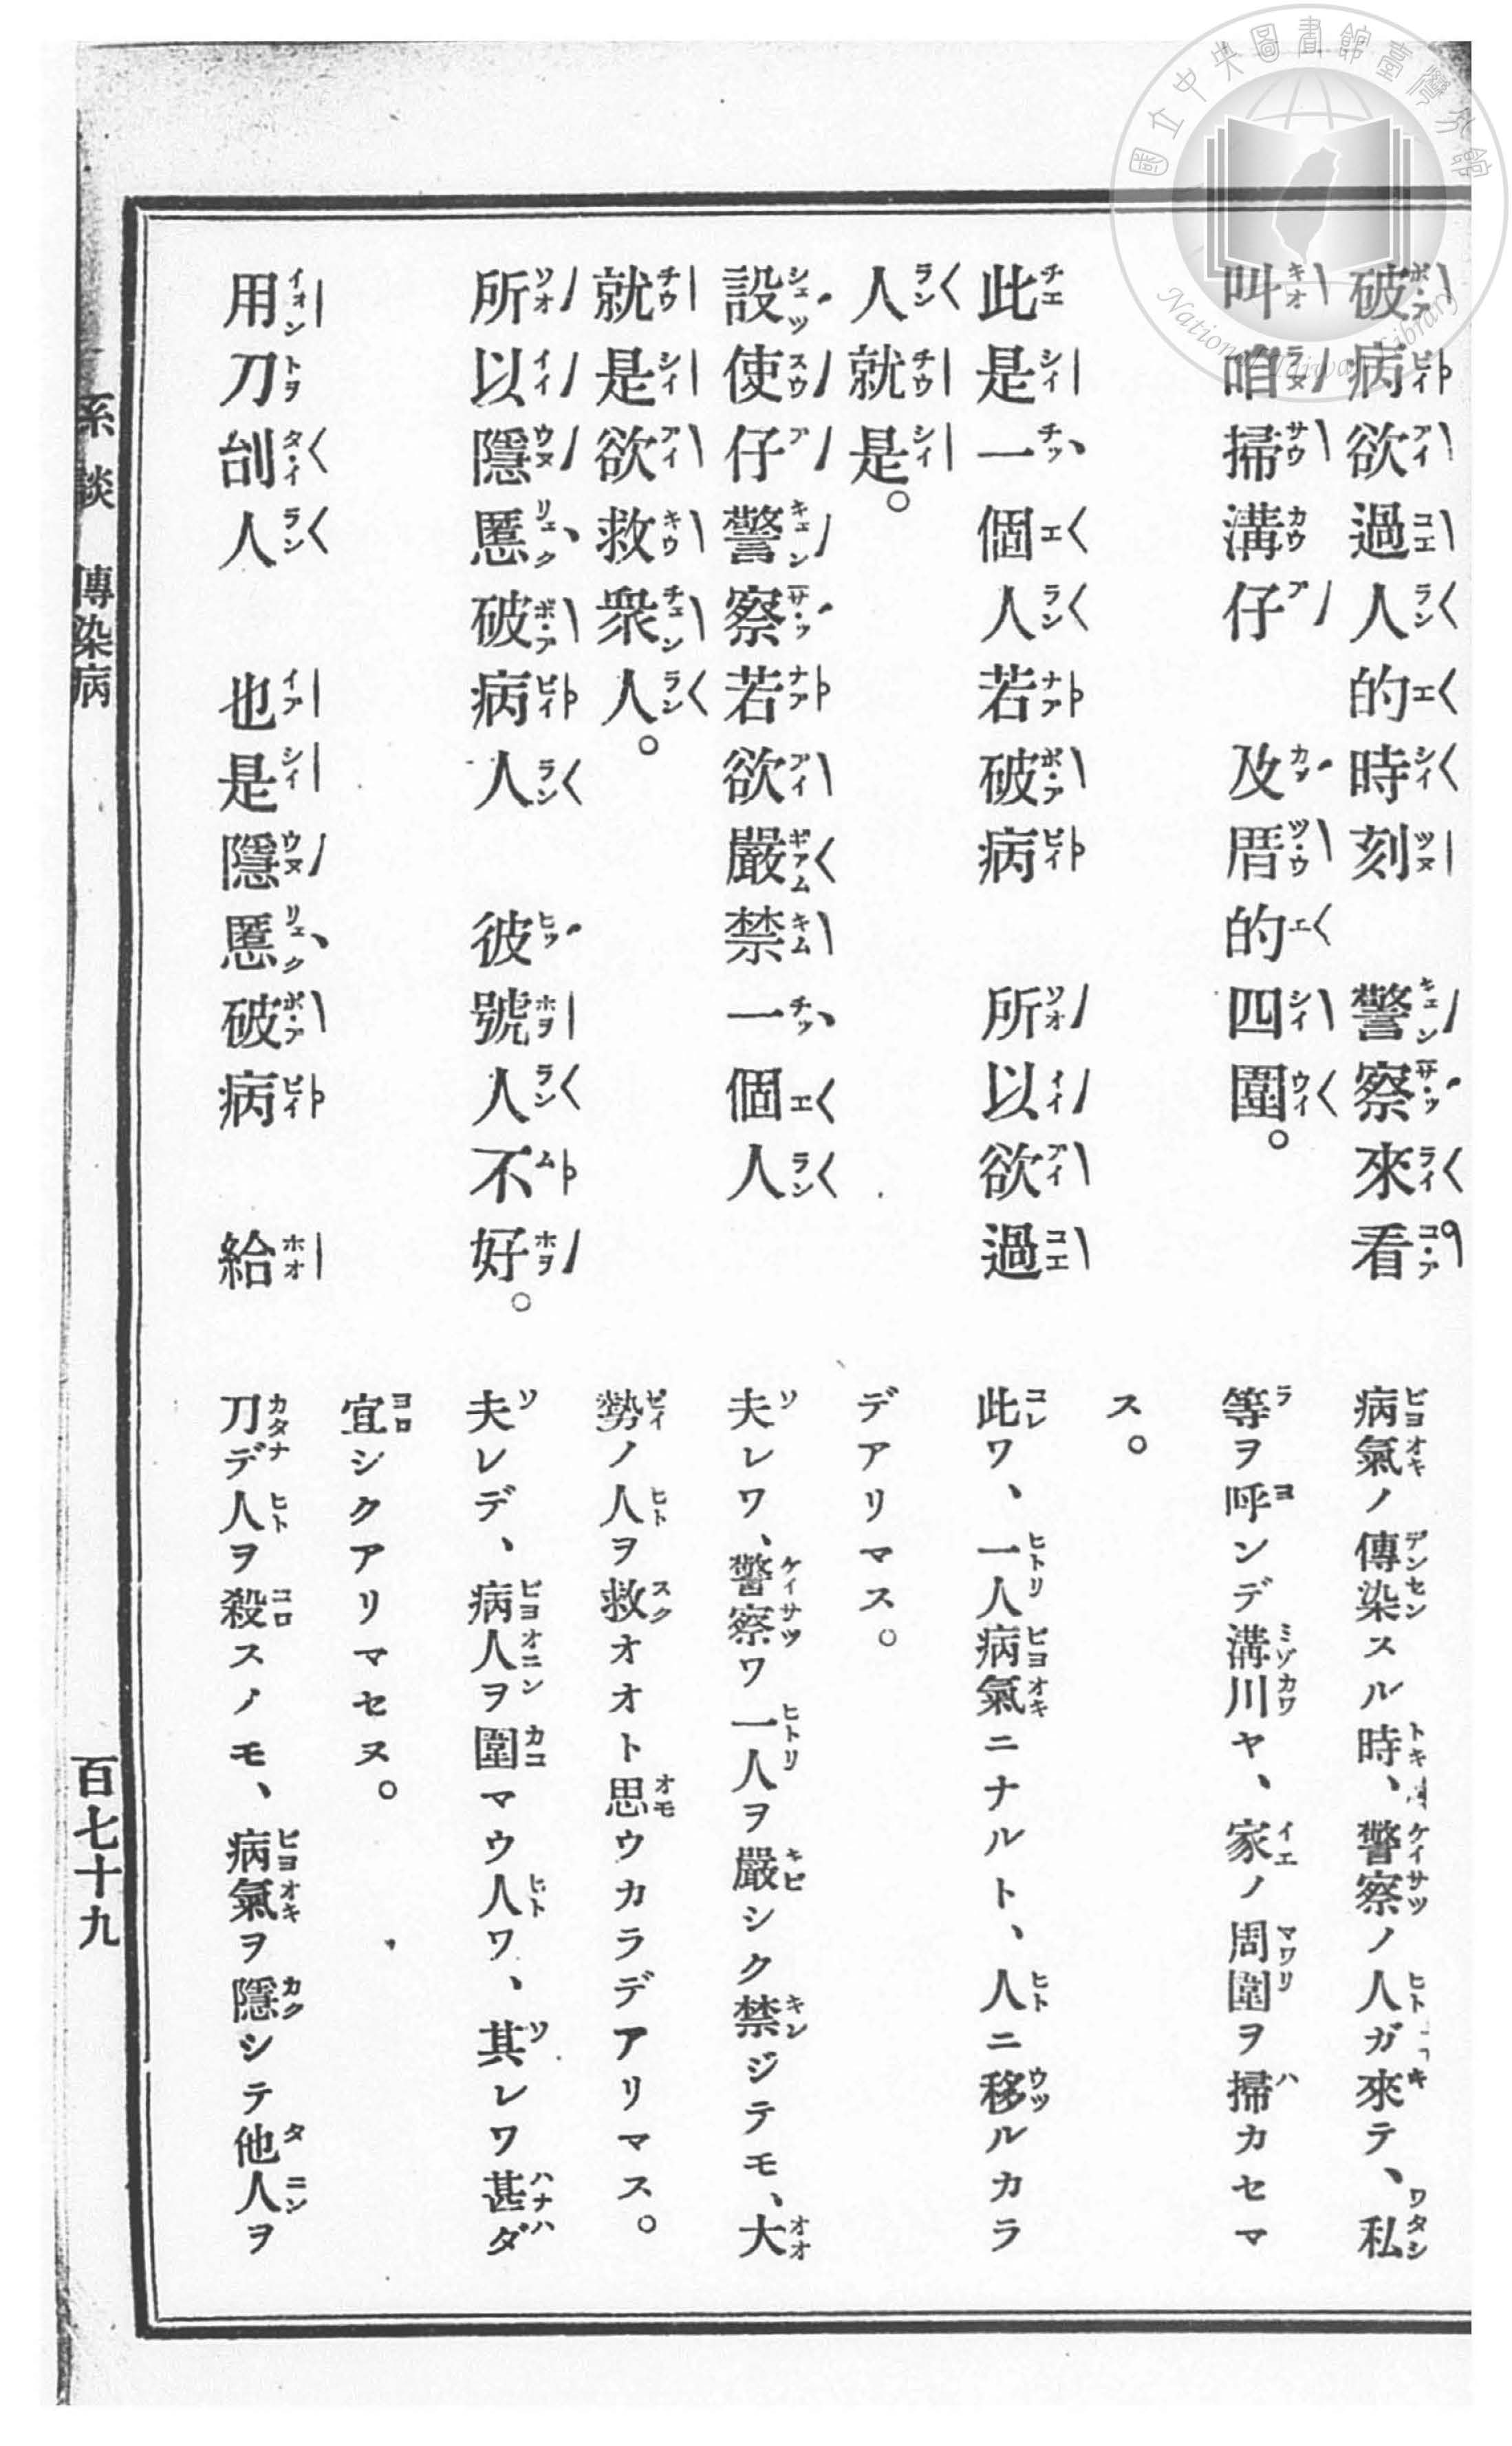 國立中央圖書館臺灣分館
National Taiwan Library
破病欲過人的時刻 警察來看
叫咱掃溝仔 及厝的四圍。
此是一個人若破病 所以欲過
人就是。
設使仔警察若欲嚴禁一個人
就是欲救衆人。
所以隱慝破病人 彼號人不好。
用刀刣人 也是隱慝破病 給
病氣ノ傳染スル時、警察ノ人ガ來テ、私
等ヲ呼ンデ溝川ヤ、家ノ周圍ヲ掃カセマ
ス。
此ワ、一人病氣ニナルト、人ニ移ルカラ
デアリマス。
夫レワ、警察ワ一人ヲ嚴シク禁ジテモ、大
勢ノ人ヲ救オオト思ウカラデアリマス。
夫レデ、病人ヲ圍マウ人ワ、其レワ甚ダ
宜シクアリマセヌ。
刀デ人ヲ殺スノモ、病氣ヲ隱シテ他人ヲ
談 傳染病
百七十九